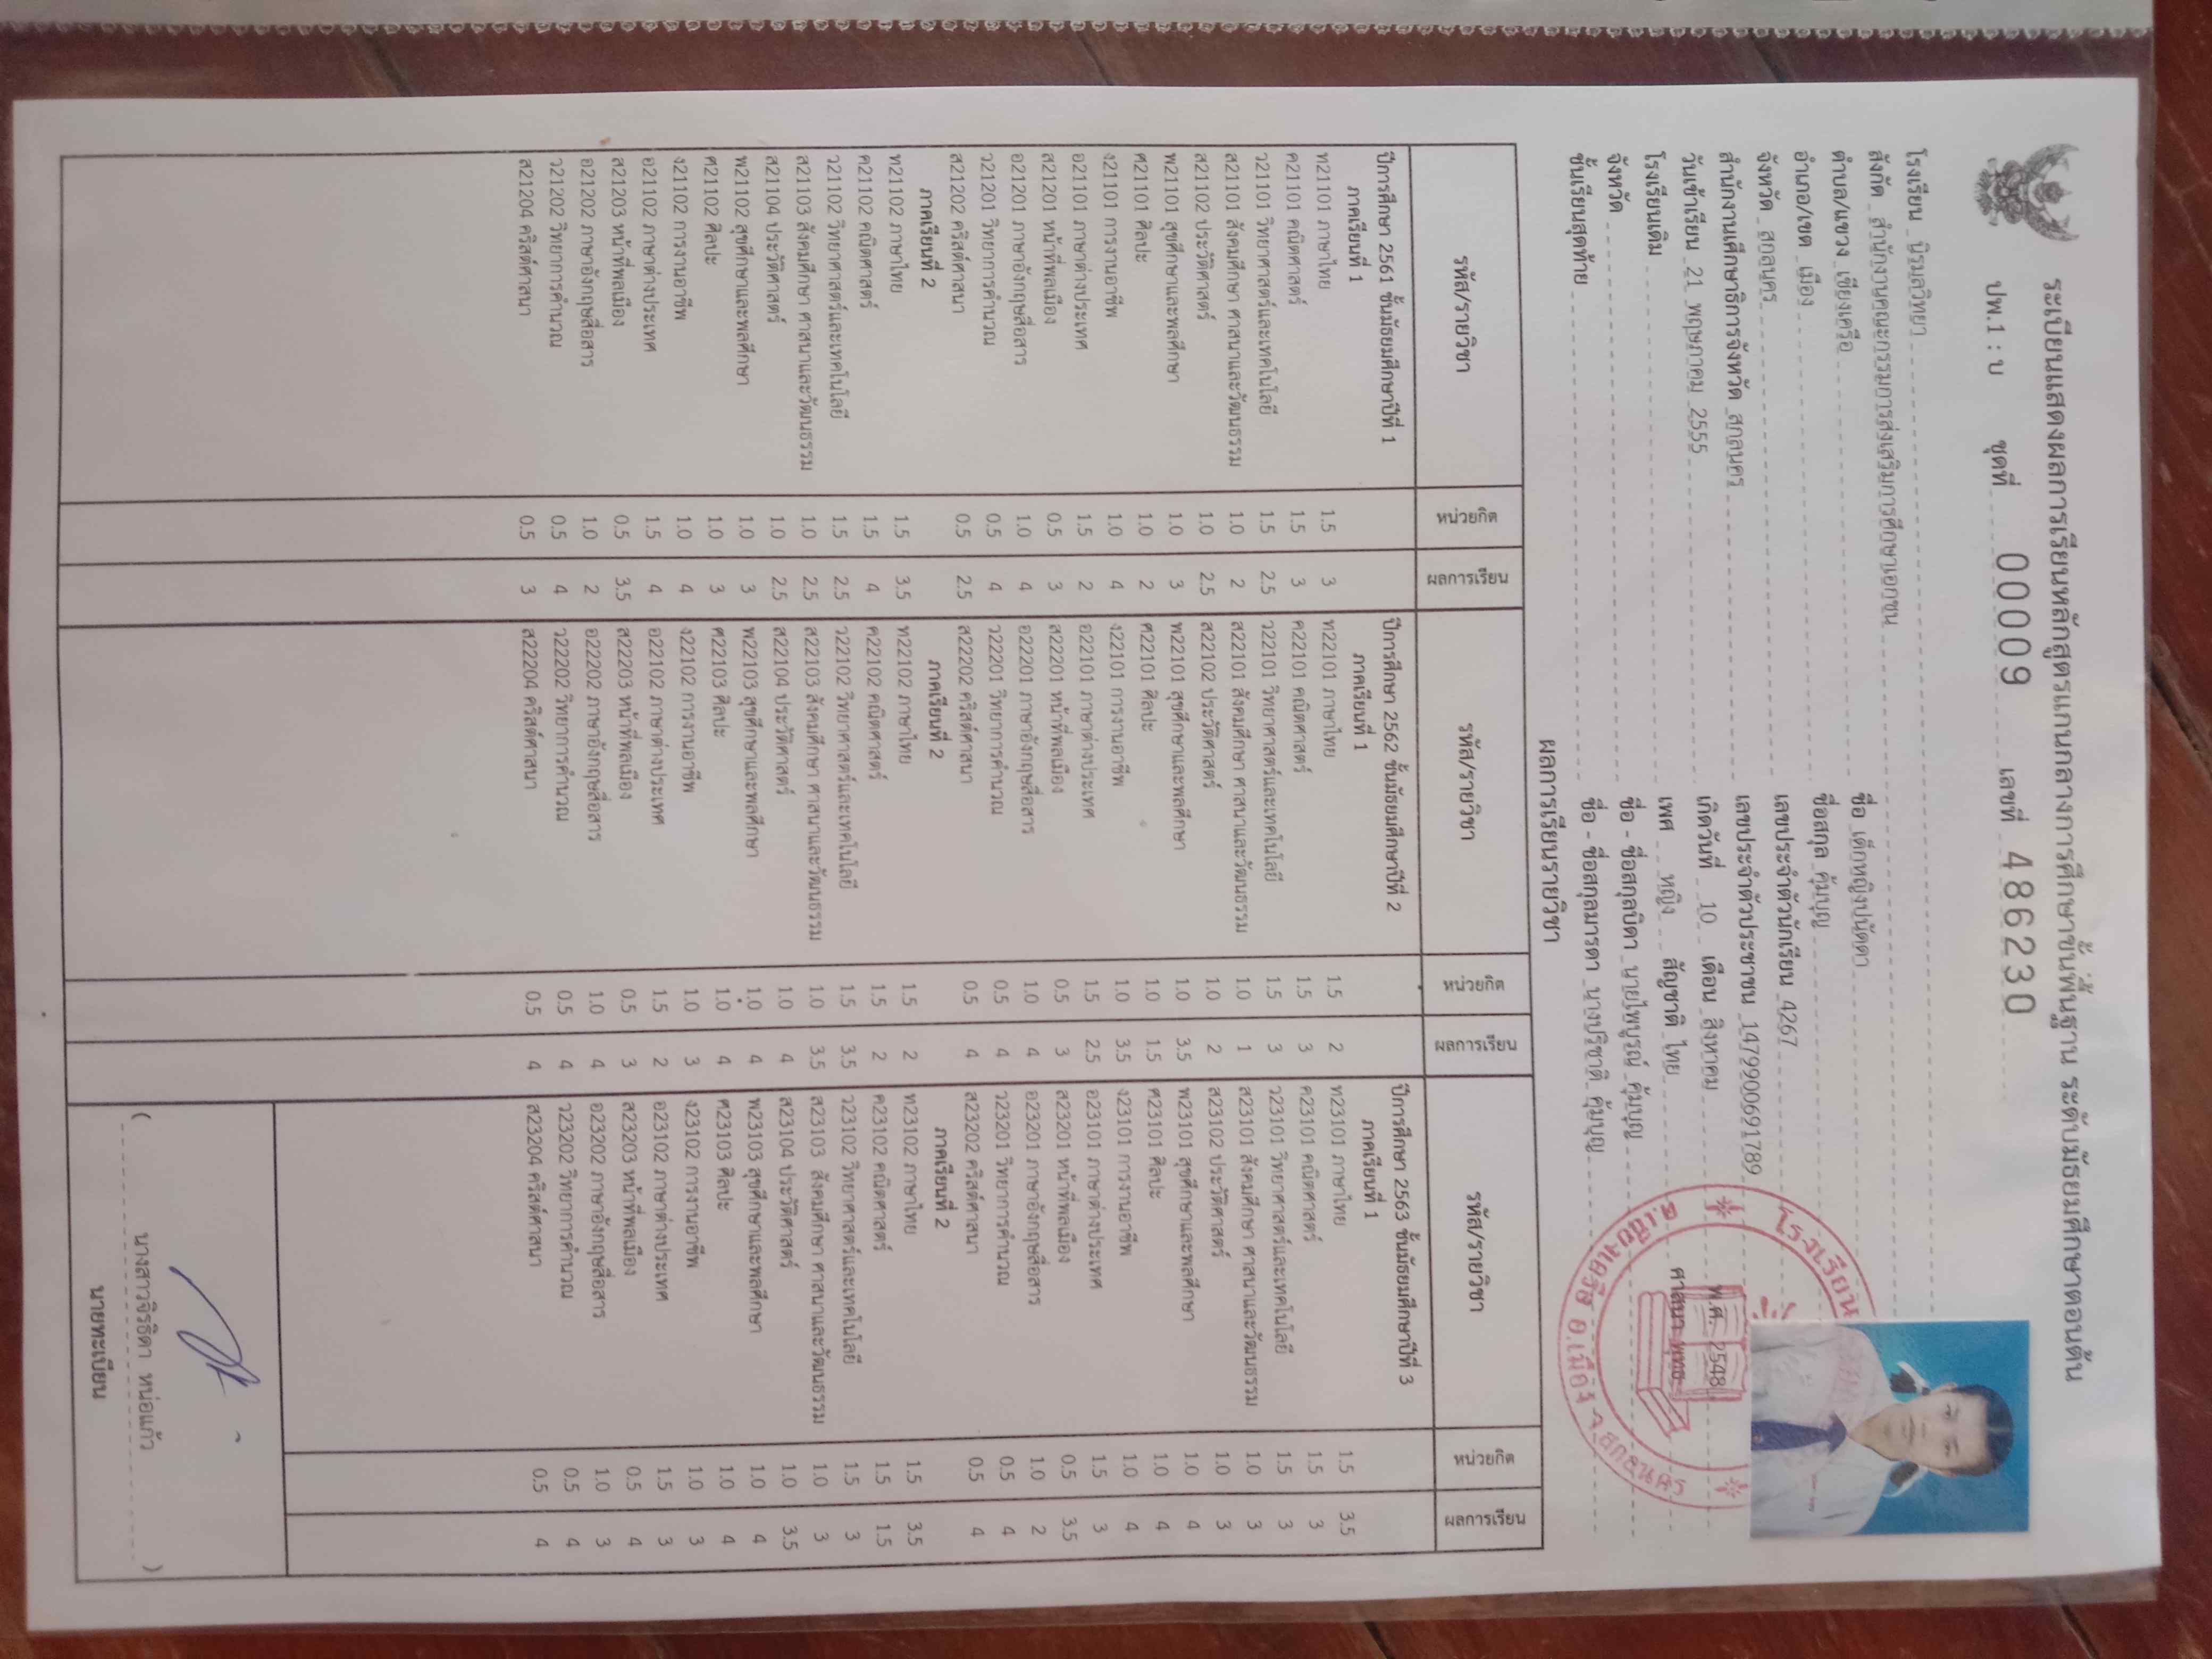 ระเบียนแสดงผลการเรียนหลักสูตรแกนกลางการศึกษาขั้นพื้นฐาน ระดับมัธยมศึกษาตอนต้น
ปพ.1 : บ ชุดที่ 00009 เลขที่ 486230
โรงเรียน นิรมลวิทยา
สังกัด สำนักงานคณะกรรมการส่งเสริมการศึกษาเอกชน
ตำบล/แขวง เชียงเครือ
อำเภอ/เขต เมือง
จังหวัด สกลนคร
สำนักงานเศึกษาธิการจังหวัด สกลนคร
วันเข้าเรียน 21 พฤษภาคม 2555
โรงเรียนเดิม
จังหวัด
ชั้นเรียนสุดท้าย
ชื่อ เด็กหญิงปนัดดา
ชื่อสกุล คุ้มบุญ
เลขประจำตัวนักเรียน 4267
เลขประจำตัวประชาชน 1479900691789
เกิดวันที่ 10 เดือน สิงหาคม พ.ศ. 2548
เพศ หญิง สัญชาติ ไทย ศาสนา พุทธ
ชื่อ - ชื่อสกุลบิดา นายไพบูรณ์ คุ้มบุญ
ชื่อ - ชื่อสกุลมารดา นางปริชาติ คุ้มบุญ
โรงเรียน
ต.เชียงเครือ อ.เมือง จ.สกลนคร
ผลการเรียนรายวิชา
รหัส/รายวิชา หน่วยกิต ผลการเรียน
ปีการศึกษา 2561 ชั้นมัธยมศึกษาปีที่ 1
ภาคเรียนที่ 1
ท21101 ภาษาไทย 1.5 3
ค21101 คณิตศาสตร์ 1.5 3
ว21101 วิทยาศาสตร์และเทคโนโลยี 1.5 2.5
ส21101 สังคมศึกษา ศาสนาและวัฒนธรรม 1.0 2
ส21102 ประวัติศาสตร์ 1.0 2.5
พ21101 สุขศึกษาและพลศึกษา 1.0 3
ศ21101 ศิลปะ 1.0 2
ง21101 การงานอาชีพ 1.0 4
อ21101 ภาษาต่างประเทศ 1.5 2
ส21201 หน้าที่พลเมือง 0.5 3
อ21201 ภาษาอังกฤษสื่อสาร 1.0 4
ว21201 วิทยาการคำนวณ 0.5 4
ส21202 คริสต์ศาสนา 0.5 2.5
ภาคเรียนที่ 2
ท21102 ภาษาไทย 1.5 3.5
ค21102 คณิตศาสตร์ 1.5 4
ว21102 วิทยาศาสตร์และเทคโนโลยี 1.5 2.5
ส21103 สังคมศึกษา ศาสนาและวัฒนธรรม 1.0 2.5
ส21104 ประวัติศาสตร์ 1.0 2.5
พ21102 สุขศึกษาและพลศึกษา 1.0 3
ศ21102 ศิลปะ 1.0 3
ง21102 การงานอาชีพ 1.0 4
อ21102 ภาษาต่างประเทศ 1.5 4
ส21203 หน้าที่พลเมือง 0.5 3.5
อ21202 ภาษาอังกฤษสื่อสาร 1.0 2
ว21202 วิทยาการคำนวณ 0.5 4
ส21204 คริสต์ศาสนา 0.5 3
รหัส/รายวิชา หน่วยกิต ผลการเรียน
ปีการศึกษา 2562 ชั้นมัธยมศึกษาปีที่ 2
ภาคเรียนที่ 1
ท22101 ภาษาไทย 1.5 2
ค22101 คณิตศาสตร์ 1.5 3
ว22101 วิทยาศาสตร์และเทคโนโลยี 1.5 3
ส22101 สังคมศึกษา ศาสนาและวัฒนธรรม 1.0 1
ส22102 ประวัติศาสตร์ 1.0 2
พ22101 สุขศึกษาและพลศึกษา 1.0 3.5
ศ22101 ศิลปะ 1.0 1.5
ง22101 การงานอาชีพ 1.0 3.5
อ22101 ภาษาต่างประเทศ 1.5 2.5
ส22201 หน้าที่พลเมือง 0.5 3
อ22201 ภาษาอังกฤษสื่อสาร 1.0 4
ว22201 วิทยาการคำนวณ 0.5 4
ส22202 คริสต์ศาสนา 0.5 4
ภาคเรียนที่ 2
ท22102 ภาษาไทย 1.5 2
ค22102 คณิตศาสตร์ 1.5 2
ว22102 วิทยาศาสตร์และเทคโนโลยี 1.5 3.5
ส22103 สังคมศึกษา ศาสนาและวัฒนธรรม 1.0 3.5
ส22104 ประวัติศาสตร์ 1.0 4
พ22103 สุขศึกษาและพลศึกษา 1.0 4
ศ22103 ศิลปะ 1.0 4
ง22102 การงานอาชีพ 1.0 3
อ22102 ภาษาต่างประเทศ 1.5 2
ส22203 หน้าที่พลเมือง 0.5 3
อ22202 ภาษาอังกฤษสื่อสาร 1.0 4
ว22202 วิทยาการคำนวณ 0.5 4
ส22204 คริสต์ศาสนา 0.5 4
รหัส/รายวิชา หน่วยกิต ผลการเรียน
ปีการศึกษา 2563 ชั้นมัธยมศึกษาปีที่ 3
ภาคเรียนที่ 1
ท23101 ภาษาไทย 1.5 3.5
ค23101 คณิตศาสตร์ 1.5 3
ว23101 วิทยาศาสตร์และเทคโนโลยี 1.5 3
ส23101 สังคมศึกษา ศาสนาและวัฒนธรรม 1.0 3
ส23102 ประวัติศาสตร์ 1.0 3
พ23101 สุขศึกษาและพลศึกษา 1.0 4
ศ23101 ศิลปะ 1.0 4
ง23101 การงานอาชีพ 1.0 4
อ23101 ภาษาต่างประเทศ 1.5 3
ส23201 หน้าที่พลเมือง 0.5 3.5
อ23201 ภาษาอังกฤษสื่อสาร 1.0 2
ว23201 วิทยาการคำนวณ 0.5 4
ส23202 คริสต์ศาสนา 0.5 4
ภาคเรียนที่ 2
ท23102 ภาษาไทย 1.5 3.5
ค23102 คณิตศาสตร์ 1.5 1.5
ว23102 วิทยาศาสตร์และเทคโนโลยี 1.5 3
ส23103 สังคมศึกษา ศาสนาและวัฒนธรรม 1.0 3
ส23104 ประวัติศาสตร์ 1.0 3.5
พ23103 สุขศึกษาและพลศึกษา 1.0 4
ศ23103 ศิลปะ 1.0 4
ง23102 การงานอาชีพ 1.0 3
อ23102 ภาษาต่างประเทศ 1.5 3
ส23203 หน้าที่พลเมือง 0.5 4
อ23202 ภาษาอังกฤษสื่อสาร 1.0 3
ว23202 วิทยาการคำนวณ 0.5 4
ส23204 คริสต์ศาสนา 0.5 4
( นางสาวจิรธิดา หน่อแก้ว )
นายทะเบียน